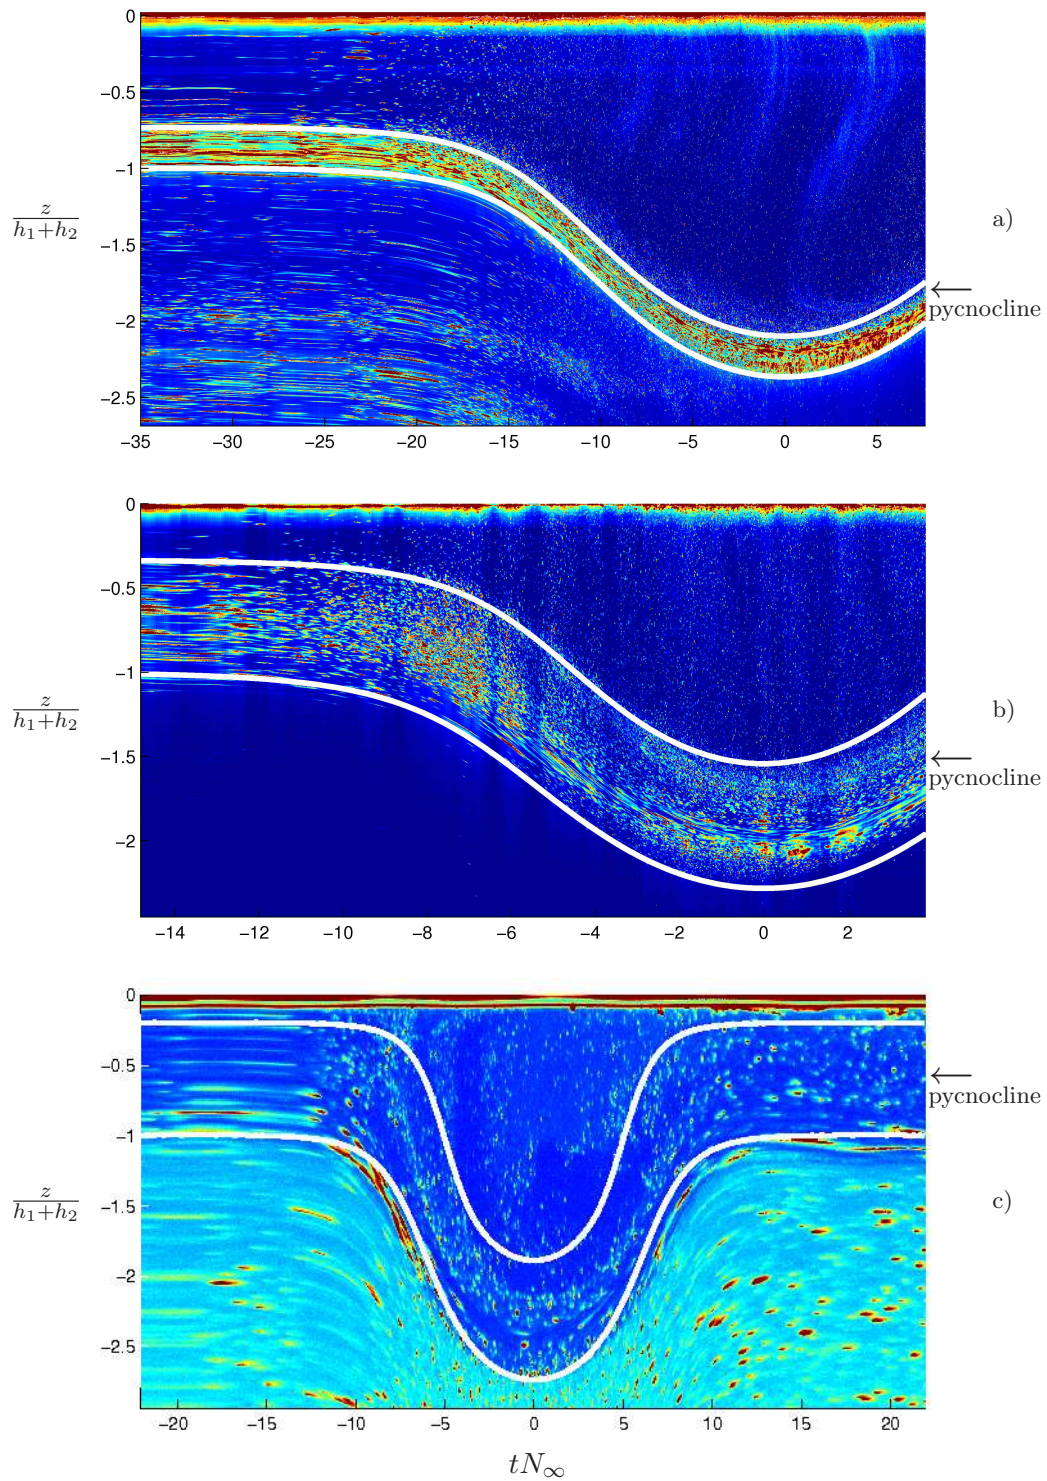 0
−0.5
−1
−1.5
−2
−2.5
z
h₁+h₂
a)
←
pycnocline
−35 −30 −25 −20 −15 −10 −5 0 5
0
−0.5
−1
−1.5
−2
z
h₁+h₂
b)
←
pycnocline
−14 −12 −10 −8 −6 −4 −2 0 2
0
−0.5
−1
−1.5
−2
−2.5
←
pycnocline
z
h₁+h₂
c)
−20 −15 −10 −5 0 5 10 15 20
tN∞